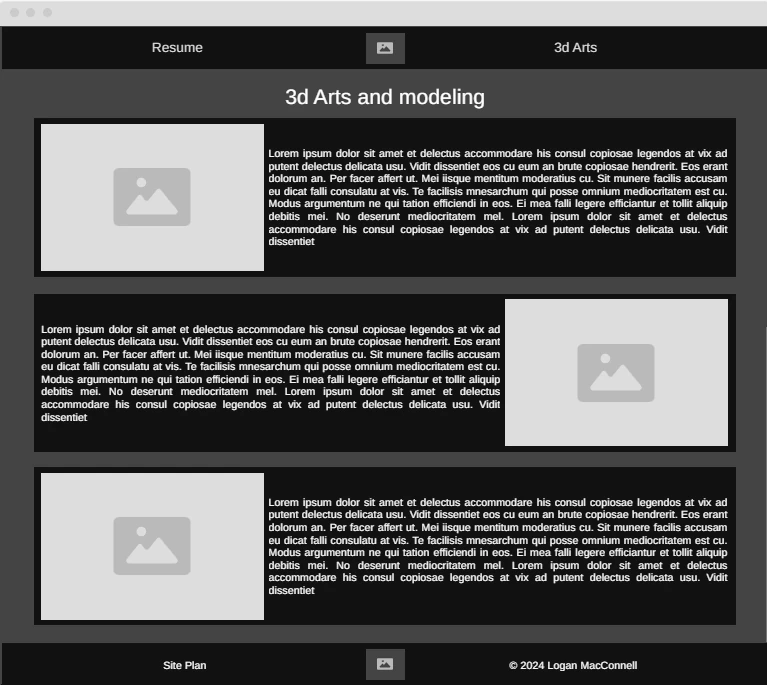 Resume
3d Arts
3d Arts and modeling
Lorem ipsum dolor sit amet et delectus accommodare his consul copiosae legendos at vix ad
putent delectus delicata usu. Vidit dissentiet eos cu eum an brute copiosae hendrerit. Eos erant
dolorum an. Per facer affert ut. Mei iisque mentitum moderatius cu. Sit munere facilis accusam
eu dicat falli consulatu at vis. Te facilisis mnesarchum qui posse omnium mediocritatem est cu.
Modus argumentum ne qui tation efficiendi in eos. Ei mea falli legere efficiantur et tollit aliquip
debitis mei. No deserunt mediocritatem mel. Lorem ipsum dolor sit amet et delectus
accommodare his consul copiosae legendos at vix ad putent delectus delicata usu. Vidit
dissentiet
Lorem ipsum dolor sit amet et delectus accommodare his consul copiosae legendos at vix ad
putent delectus delicata usu. Vidit dissentiet eos cu eum an brute copiosae hendrerit. Eos erant
dolorum an. Per facer affert ut. Mei iisque mentitum moderatius cu. Sit munere facilis accusam
eu dicat falli consulatu at vis. Te facilisis mnesarchum qui posse omnium mediocritatem est cu.
Modus argumentum ne qui tation efficiendi in eos. Ei mea falli legere efficiantur et tollit aliquip
debitis mei. No deserunt mediocritatem mel. Lorem ipsum dolor sit amet et delectus
accommodare his consul copiosae legendos at vix ad putent delectus delicata usu. Vidit
dissentiet
Lorem ipsum dolor sit amet et delectus accommodare his consul copiosae legendos at vix ad
putent delectus delicata usu. Vidit dissentiet eos cu eum an brute copiosae hendrerit. Eos erant
dolorum an. Per facer affert ut. Mei iisque mentitum moderatius cu. Sit munere facilis accusam
eu dicat falli consulatu at vis. Te facilisis mnesarchum qui posse omnium mediocritatem est cu.
Modus argumentum ne qui tation efficiendi in eos. Ei mea falli legere efficiantur et tollit aliquip
debitis mei. No deserunt mediocritatem mel. Lorem ipsum dolor sit amet et delectus
accommodare his consul copiosae legendos at vix ad putent delectus delicata usu. Vidit
dissentiet
Site Plan
© 2024 Logan MacConnell